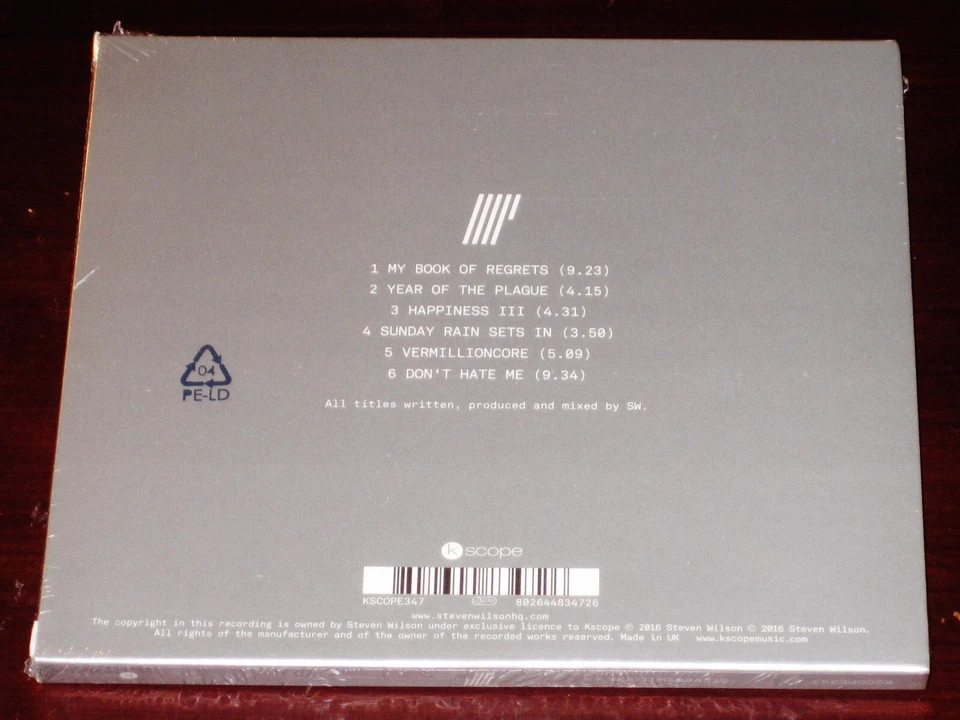 1 MY BOOK OF REGRETS (9.23)
2 YEAR OF THE PLAGUE (4.15)
3 HAPPINESS III (4.31)
4 SUNDAY RAIN SETS IN (3.50)
5 VERMILLIONCORE (5.09)
6 DON'T HATE ME (9.34)
04
PE-LD
All titles written, produced and mixed by SW.
kscope
KSCOPE347 802644834726
www.stevenwilsonhq.com
The copyright in this recording is owned by Steven Wilson under exclusive licence to Kscope ℗ 2016 Steven Wilson © 2016 Steven Wilson.
All rights of the manufacturer and of the owner of the recorded works reserved. Made in UK www.kscopemusic.com